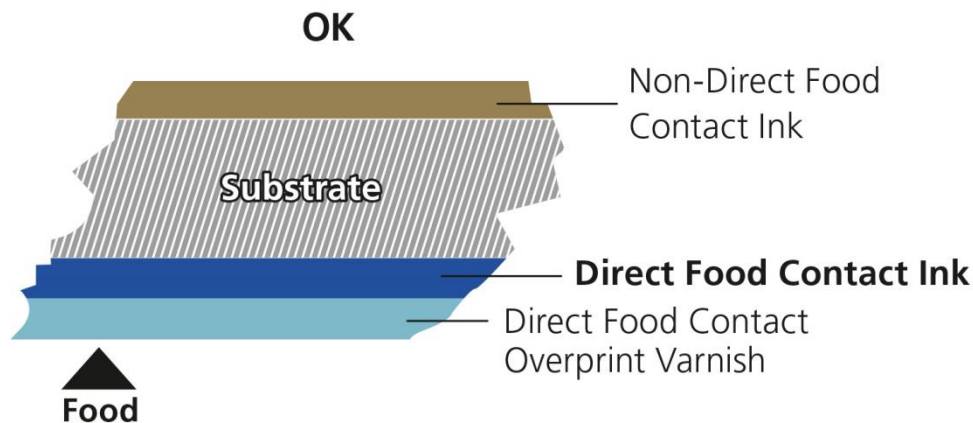 OK
Non-Direct Food
Contact Ink
Substrate
Direct Food Contact Ink
Direct Food Contact
Overprint Varnish
Food